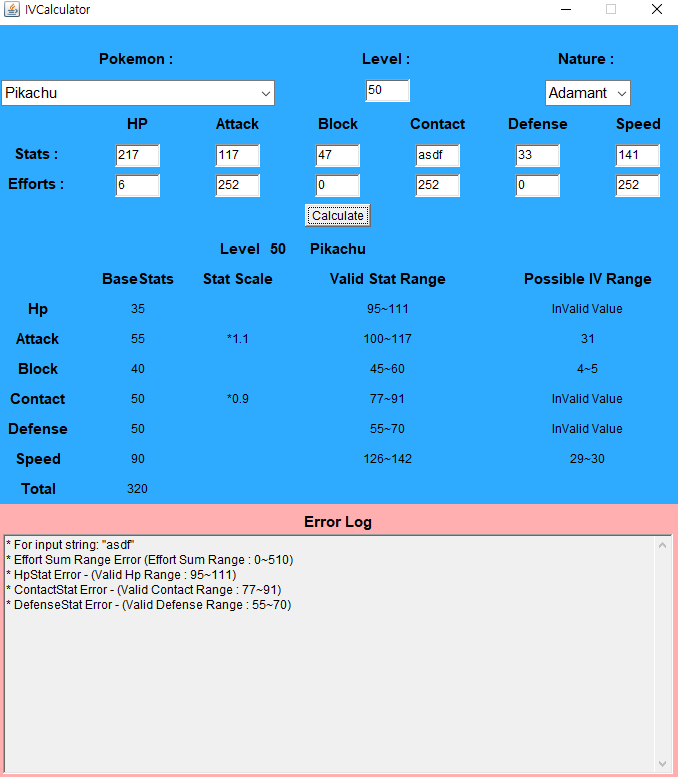 IVCalculator
Pokemon : Level : Nature :
Pikachu 50 Adamant
HP Attack Block Contact Defense Speed
Stats : 217 117 47 asdf 33 141
Efforts : 6 252 0 252 0 252
Calculate
Level 50 Pikachu
BaseStats Stat Scale Valid Stat Range Possible IV Range
Hp 35 95~111 InValid Value
Attack 55 *1.1 100~117 31
Block 40 45~60 4~5
Contact 50 *0.9 77~91 InValid Value
Defense 50 55~70 InValid Value
Speed 90 126~142 29~30
Total 320
Error Log
* For input string: "asdf"
* Effort Sum Range Error (Effort Sum Range : 0~510)
* HpStat Error - (Valid Hp Range : 95~111)
* ContactStat Error - (Valid Contact Range : 77~91)
* DefenseStat Error - (Valid Defense Range : 55~70)